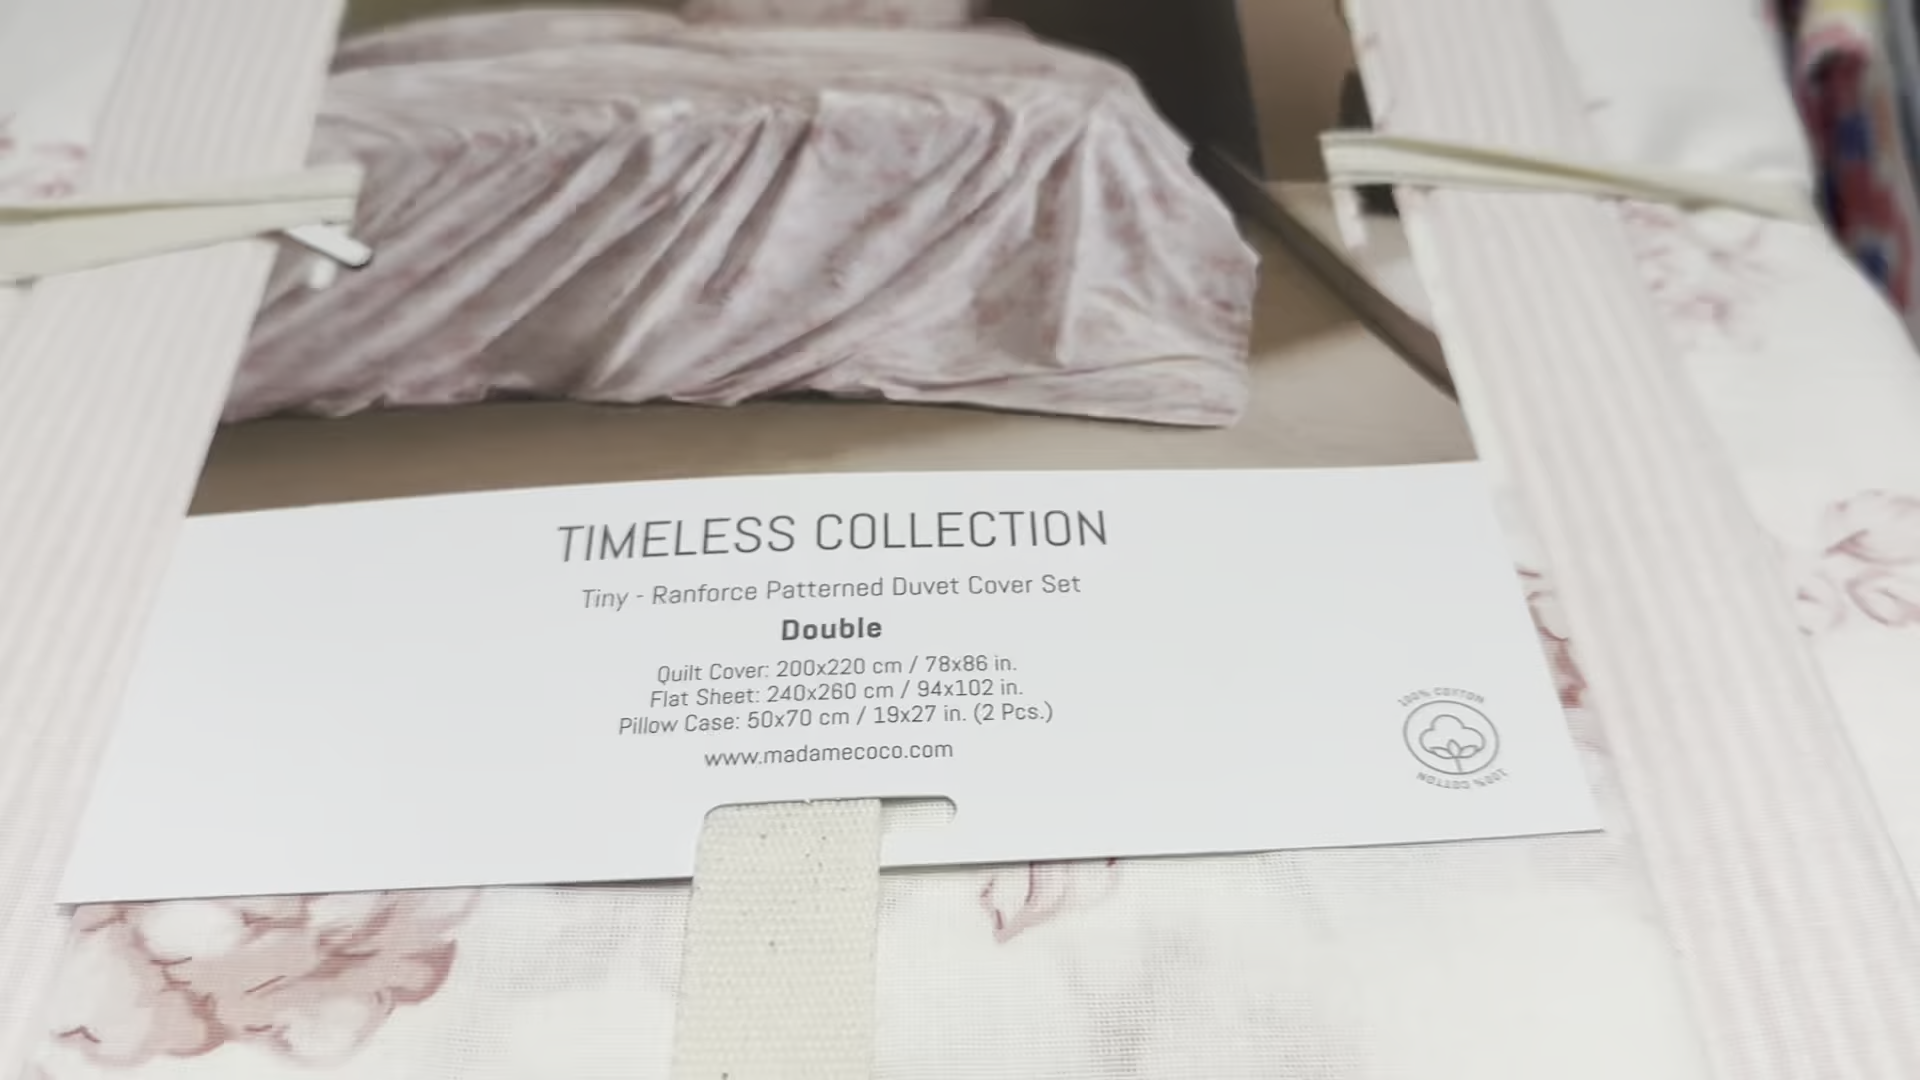 TIMELESS COLLECTION
Tiny - Ranforce Patterned Duvet Cover Set
Double
Quilt Cover: 200x220 cm / 78x86 in.
Flat Sheet: 240x260 cm / 94x102 in.
Pillow Case: 50x70 cm / 19x27 in. (2 Pcs.)
www.madamecoco.com
100% COTTON
100% COTTON